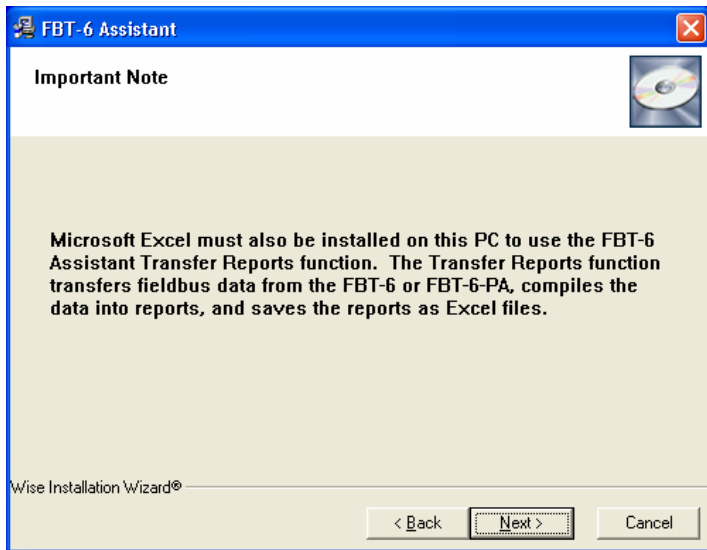 FBT-6 Assistant
Important Note
Microsoft Excel must also be installed on this PC to use the FBT-6
Assistant Transfer Reports function. The Transfer Reports function
transfers fieldbus data from the FBT-6 or FBT-6-PA, compiles the
data into reports, and saves the reports as Excel files.
Wise Installation Wizard®
< Back Next > Cancel